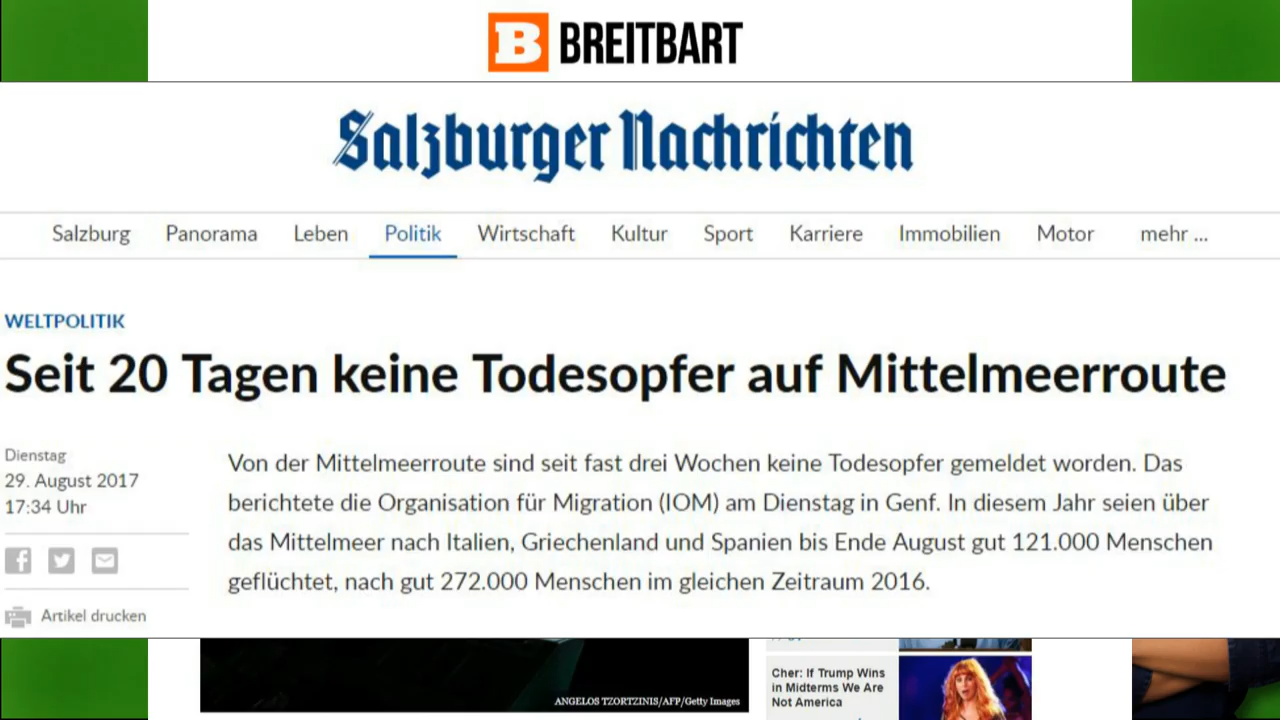 B BREITBART
Salzburger Nachrichten
Salzburg Panorama Leben Politik Wirtschaft Kultur Sport Karriere Immobilien Motor mehr ...
WELTPOLITIK
Seit 20 Tagen keine Todesopfer auf Mittelmeerroute
Dienstag
29. August 2017
17:34 Uhr
Artikel drucken
Von der Mittelmeerroute sind seit fast drei Wochen keine Todesopfer gemeldet worden. Das
berichtete die Organisation für Migration (IOM) am Dienstag in Genf. In diesem Jahr seien über
das Mittelmeer nach Italien, Griechenland und Spanien bis Ende August gut 121.000 Menschen
geflüchtet, nach gut 272.000 Menschen im gleichen Zeitraum 2016.
ANGELOS TZORTZINIS/AFP/Getty Images
Cher: If Trump Wins
in Midterms We Are
Not America